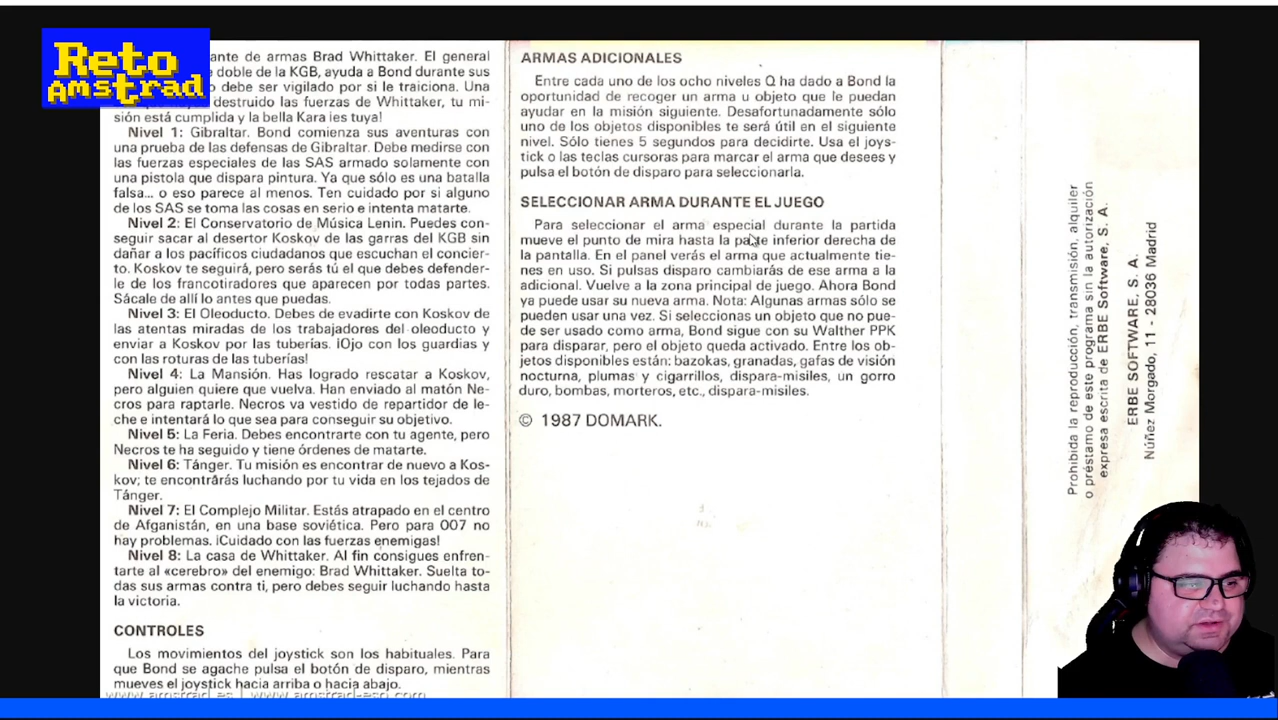 Reto
Amstrad
ante de armas Brad Whittaker. El general
doble de la KGB, ayuda a Bond durante sus
o debe ser vigilado por si le traiciona. Una
destruido las fuerzas de Whittaker, tu mi-
sión está cumplida y la bella Kara ¡es tuya!
Nivel 1: Gibraltar. Bond comienza sus aventuras con
una prueba de las defensas de Gibraltar. Debe medirse con
las fuerzas especiales de las SAS armado solamente con
una pistola que dispara pintura. Ya que sólo es una batalla
falsa... o eso parece al menos. Ten cuidado por si alguno
de los SAS se toma las cosas en serio e intenta matarte.
Nivel 2: El Conservatorio de Música Lenin. Puedes con-
seguir sacar al desertor Koskov de las garras del KGB sin
dañar a los pacíficos ciudadanos que escuchan el concier-
to. Koskov te seguirá, pero serás tú el que debes defender-
le de los francotiradores que aparecen por todas partes.
Sácale de allí lo antes que puedas.
Nivel 3: El Oleoducto. Debes de evadirte con Koskov de
las atentas miradas de los trabajadores del oleoducto y
enviar a Koskov por las tuberías. ¡Ojo con los guardias y
con las roturas de las tuberías!
Nivel 4: La Mansión. Has logrado rescatar a Koskov,
pero alguien quiere que vuelva. Han enviado al matón Ne-
cros para raptarle. Necros va vestido de repartidor de le-
che e intentará lo que sea para conseguir su objetivo.
Nivel 5: La Feria. Debes encontrarte con tu agente, pero
Necros te ha seguido y tiene órdenes de matarte.
Nivel 6: Tánger. Tu misión es encontrar de nuevo a Kos-
kov; te encontrarás luchando por tu vida en los tejados de
Tánger.
Nivel 7: El Complejo Militar. Estás atrapado en el centro
de Afganistán, en una base soviética. Pero para 007 no
hay problemas. ¡Cuidado con las fuerzas enemigas!
Nivel 8: La casa de Whittaker. Al fin consigues enfren-
tarte al «cerebro» del enemigo: Brad Whittaker. Suelta to-
das sus armas contra ti, pero debes seguir luchando hasta
la victoria.
CONTROLES
Los movimientos del joystick son los habituales. Para
que Bond se agache pulsa el botón de disparo, mientras
mueves el joystick hacia arriba o hacia abajo.
www.amstrad.es | www.amstrad-esp.com
ARMAS ADICIONALES
Entre cada uno de los ocho niveles Q ha dado a Bond la
oportunidad de recoger un arma u objeto que le puedan
ayudar en la misión siguiente. Desafortunadamente sólo
uno de los objetos disponibles te será útil en el siguiente
nivel. Sólo tienes 5 segundos para decidirte. Usa el joys-
tick o las teclas cursoras para marcar el arma que desees y
pulsa el botón de disparo para seleccionarla.
SELECCIONAR ARMA DURANTE EL JUEGO
Para seleccionar el arma especial durante la partida
mueve el punto de mira hasta la parte inferior derecha de
la pantalla. En el panel verás el arma que actualmente tie-
nes en uso. Si pulsas disparo cambiarás de ese arma a la
adicional. Vuelve a la zona principal de juego. Ahora Bond
ya puede usar su nueva arma. Nota: Algunas armas sólo se
pueden usar una vez. Si seleccionas un objeto que no pue-
de ser usado como arma, Bond sigue con su Walther PPK
para disparar, pero el objeto queda activado. Entre los ob-
jetos disponibles están: bazokas, granadas, gafas de visión
nocturna, plumas y cigarrillos, dispara-misiles, un gorro
duro, bombas, morteros, etc., dispara-misiles.
© 1987 DOMARK.
Prohibida la reproducción, transmisión, alquiler
o préstamo de este programa sin la autorización
expresa escrita de ERBE Software, S. A.
ERBE SOFTWARE, S. A.
Núñez Morgado, 11 - 28036 Madrid